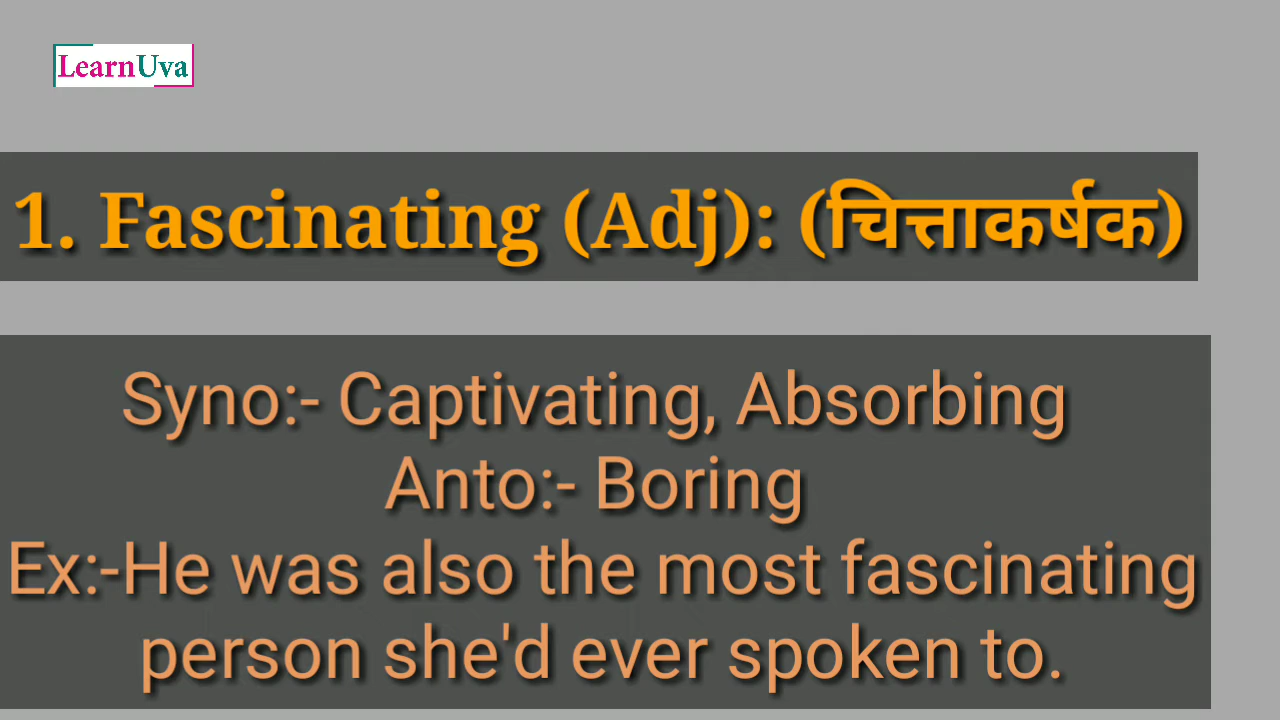 LearnUva
1. Fascinating (Adj): (चित्ताकर्षक)
Syno:- Captivating, Absorbing
Anto:- Boring
Ex:-He was also the most fascinating
person she'd ever spoken to.